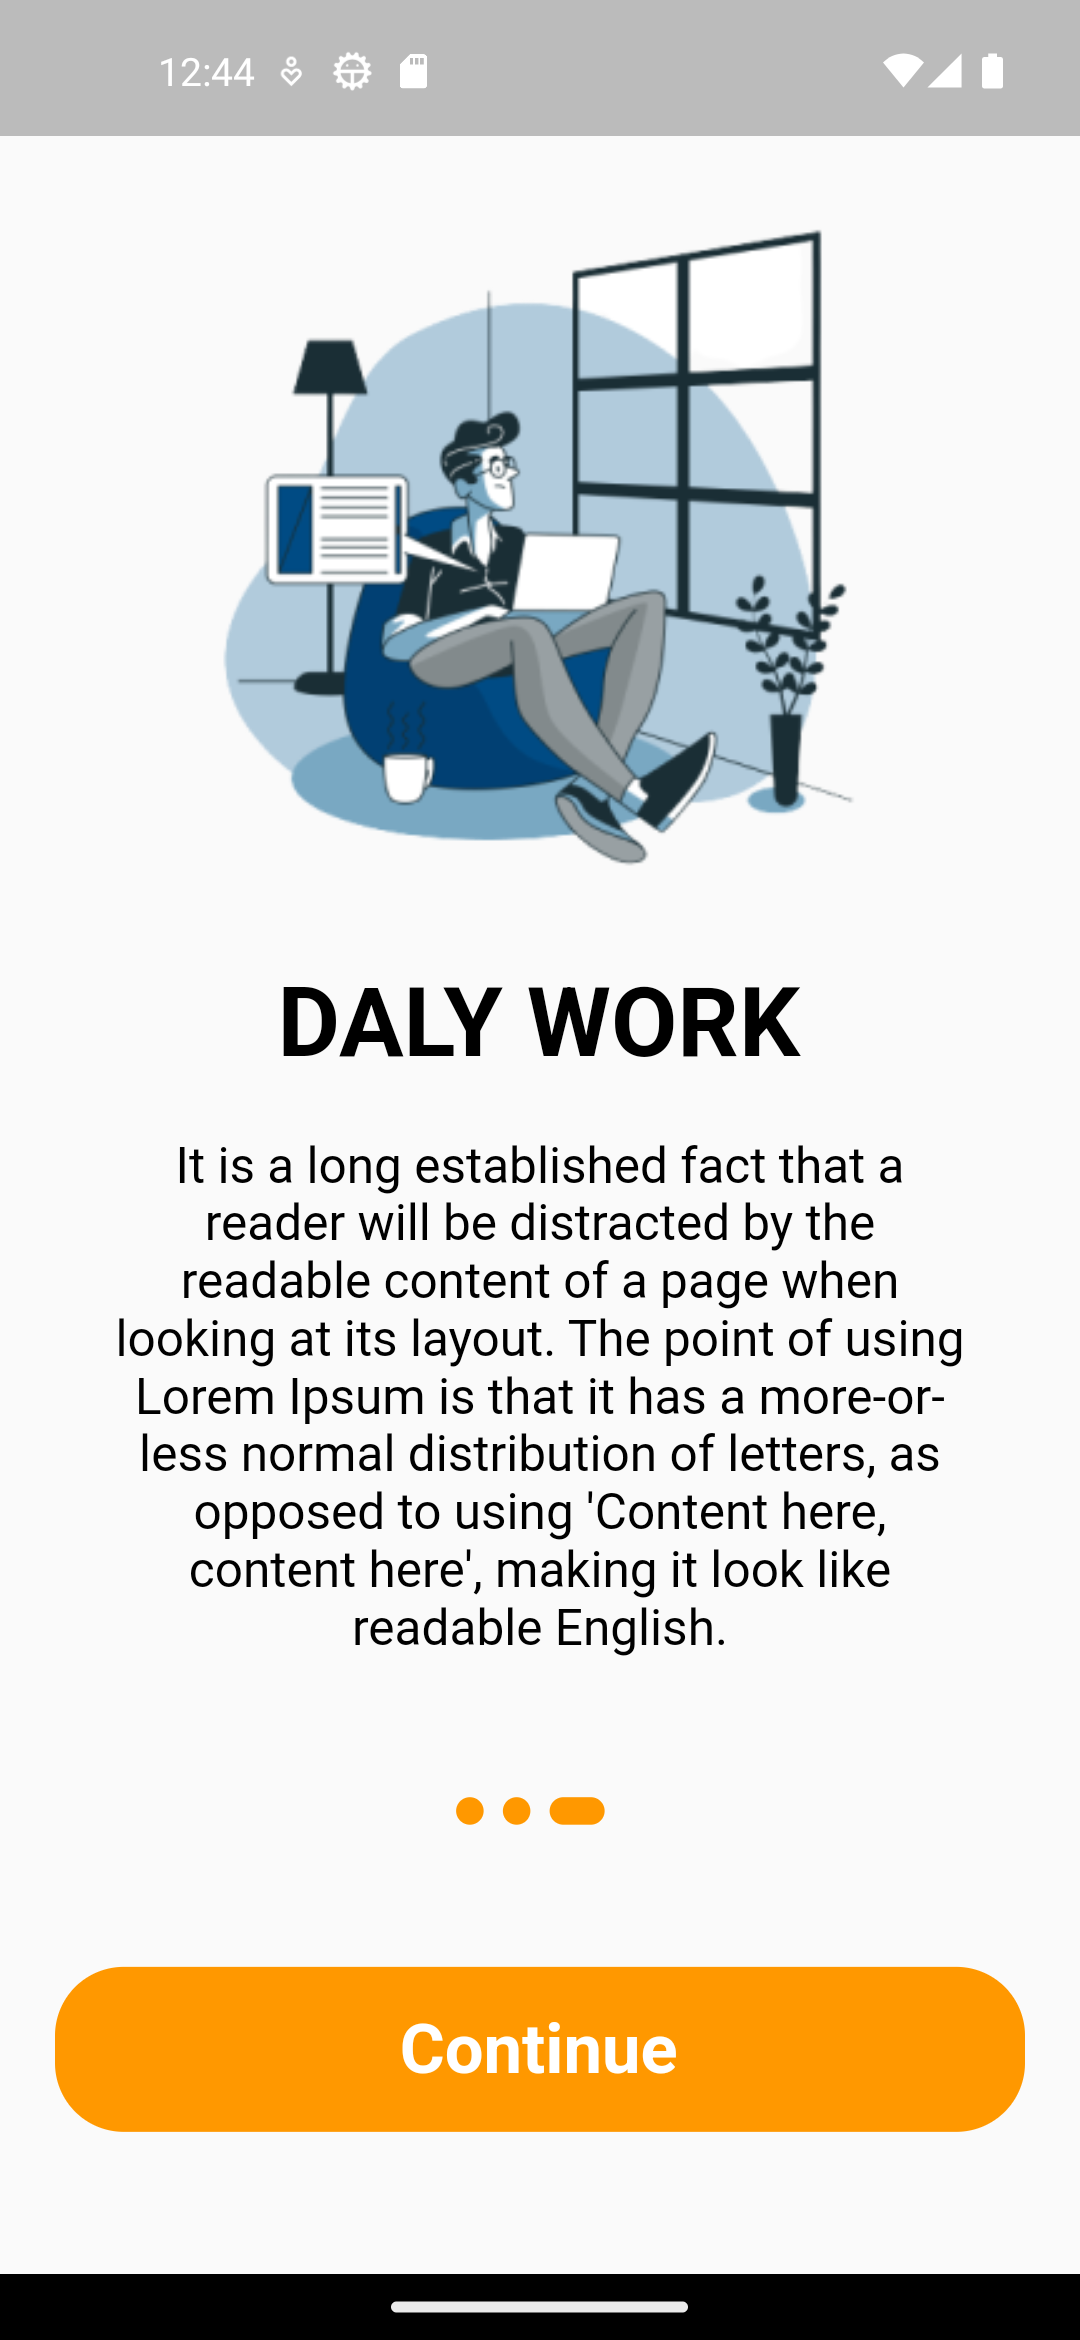 12:44
DALY WORK
It is a long established fact that a
reader will be distracted by the
readable content of a page when
looking at its layout. The point of using
Lorem Ipsum is that it has a more-or-
less normal distribution of letters, as
opposed to using 'Content here,
content here', making it look like
readable English.
Continue